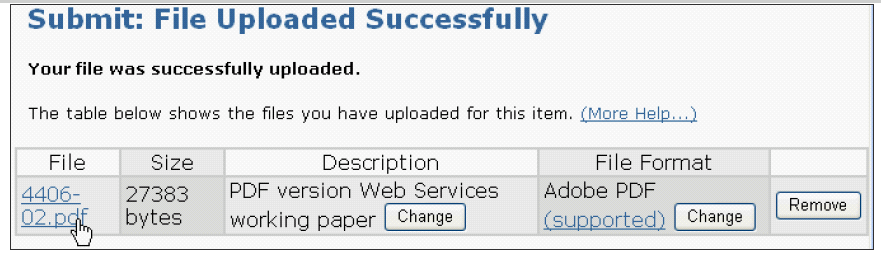 Submit: File Uploaded Successfully
Your file was successfully uploaded.
The table below shows the files you have uploaded for this item. (More Help...)
File Size Description File Format
4406-02.pdf 27383 bytes PDF version Web Services working paper Change Adobe PDF (supported) Change Remove